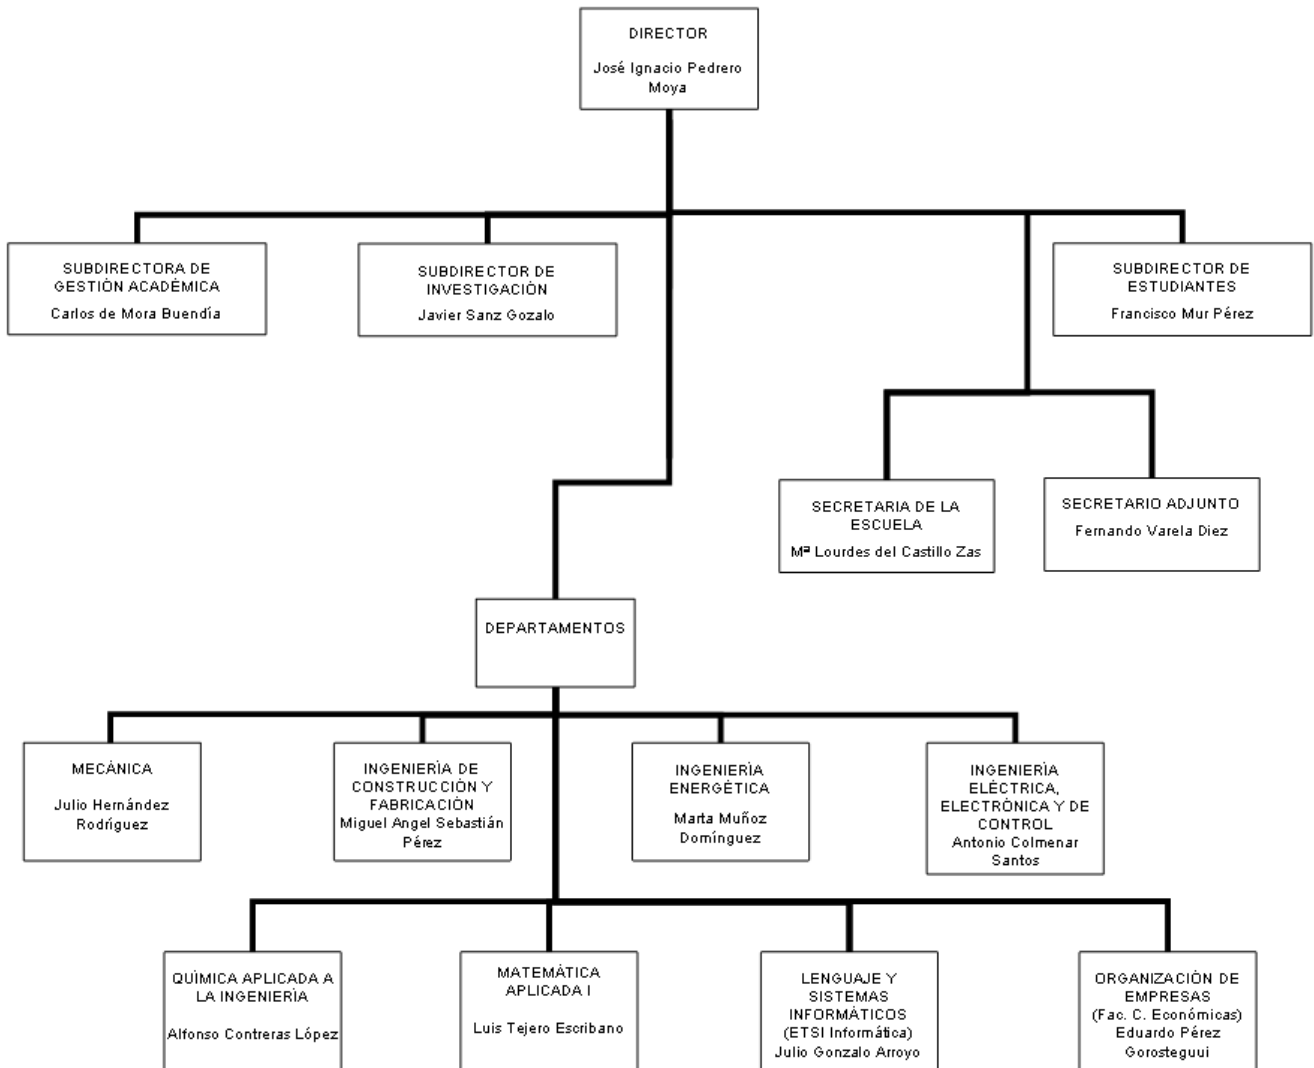 DIRECTOR
José Ignacio Pedrero
Moya
SUBDIRECTORA DE
GESTIÓN ACADÉMICA
Carlos de Mora Buendía
SUBDIRECTOR DE
INVESTIGACIÓN
Javier Sanz Gozalo
SUBDIRECTOR DE
ESTUDIANTES
Francisco Mur Pérez
SECRETARIA DE LA
ESCUELA
Mª Lourdes del Castillo Zas
SECRETARIO ADJUNTO
Fernando Varela Diez
DEPARTAMENTOS
MECÁNICA
Julio Hernández
Rodríguez
INGENIERÍA DE
CONSTRUCCIÓN Y
FABRICACIÓN
Miguel Angel Sebastián
Pérez
INGENIERÍA
ENERGÉTICA
Marta Muñoz
Domínguez
INGENIERÍA
ELÉCTRICA,
ELECTRÓNICA Y DE
CONTROL
Antonio Colmenar
Santos
QUÍMICA APLICADA A
LA INGENIERÍA
Alfonso Contreras López
MATEMÁTICA
APLICADA I
Luis Tejero Escribano
LENGUAJE Y
SISTEMAS
INFORMÁTICOS
(ETSI Informática)
Julio Gonzalo Arroyo
ORGANIZACIÓN DE
EMPRESAS
(Fac. C. Económicas)
Eduardo Pérez
Gorosteguui